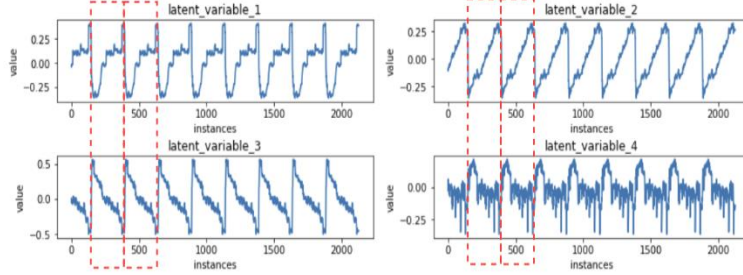 latent_variable_1
0.25
0.00
-0.25
value
0
500
1000
1500
2000
instances
latent_variable_2
0.25
0.00
-0.25
value
0
500
1000
1500
2000
instances
latent_variable_3
0.5
0.0
-0.5
value
0
500
1000
1500
2000
instances
latent_variable_4
0.00
-0.25
value
0
500
1000
1500
2000
instances